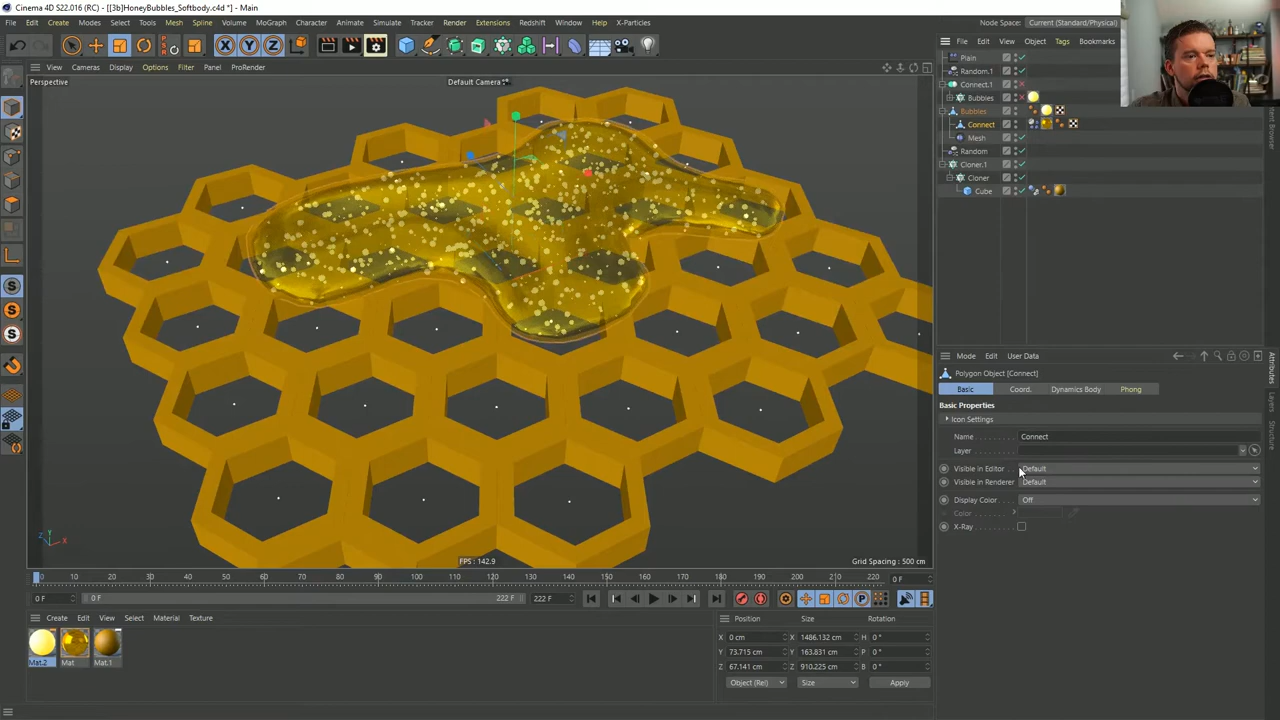 Cinema 4D S22.016 (RC) - [[3b]HoneyBubbles_Softbody.c4d *] - Main
File Edit Create Modes Select Tools Mesh Spline Volume MoGraph Character Animate Simulate Tracker Render Extensions Redshift Window Help X-Particles Node Space: Current (Standard/Physical)
X Y Z
File Edit View Object Tags Bookmarks
View Cameras Display Options Filter Panel ProRender
Perspective
Default Camera
Plain
Random.1
Connect.1
Bubbles
Bubbles
Connect
Mesh
Random
Cloner.1
Cloner
Cube
Objects
Mode Edit User Data
Polygon Object [Connect]
Basic Coord. Dynamics Body Phong
Basic Properties
Icon Settings
Name Connect
Layer
Visible in Editor Default
Visible in Renderer Default
Display Color Off
Color
X-Ray
Attributes
Layers
Structure
Y
Z X
FPS : 142.9
Grid Spacing : 500 cm
0 10 20 30 40 50 60 70 80 90 100 110 120 130 140 150 160 170 180 190 200 210 220 0 F
0 F 0 F 222 F 222 F
Create Edit View Select Material Texture
Mat.2 Mat Mat.1
Position Size Rotation
X 0 cm X 1486.132 cm H 0 °
Y 73.715 cm Y 163.831 cm P 0 °
Z 67.141 cm Z 910.225 cm B 0 °
Object (Rel) Size Apply